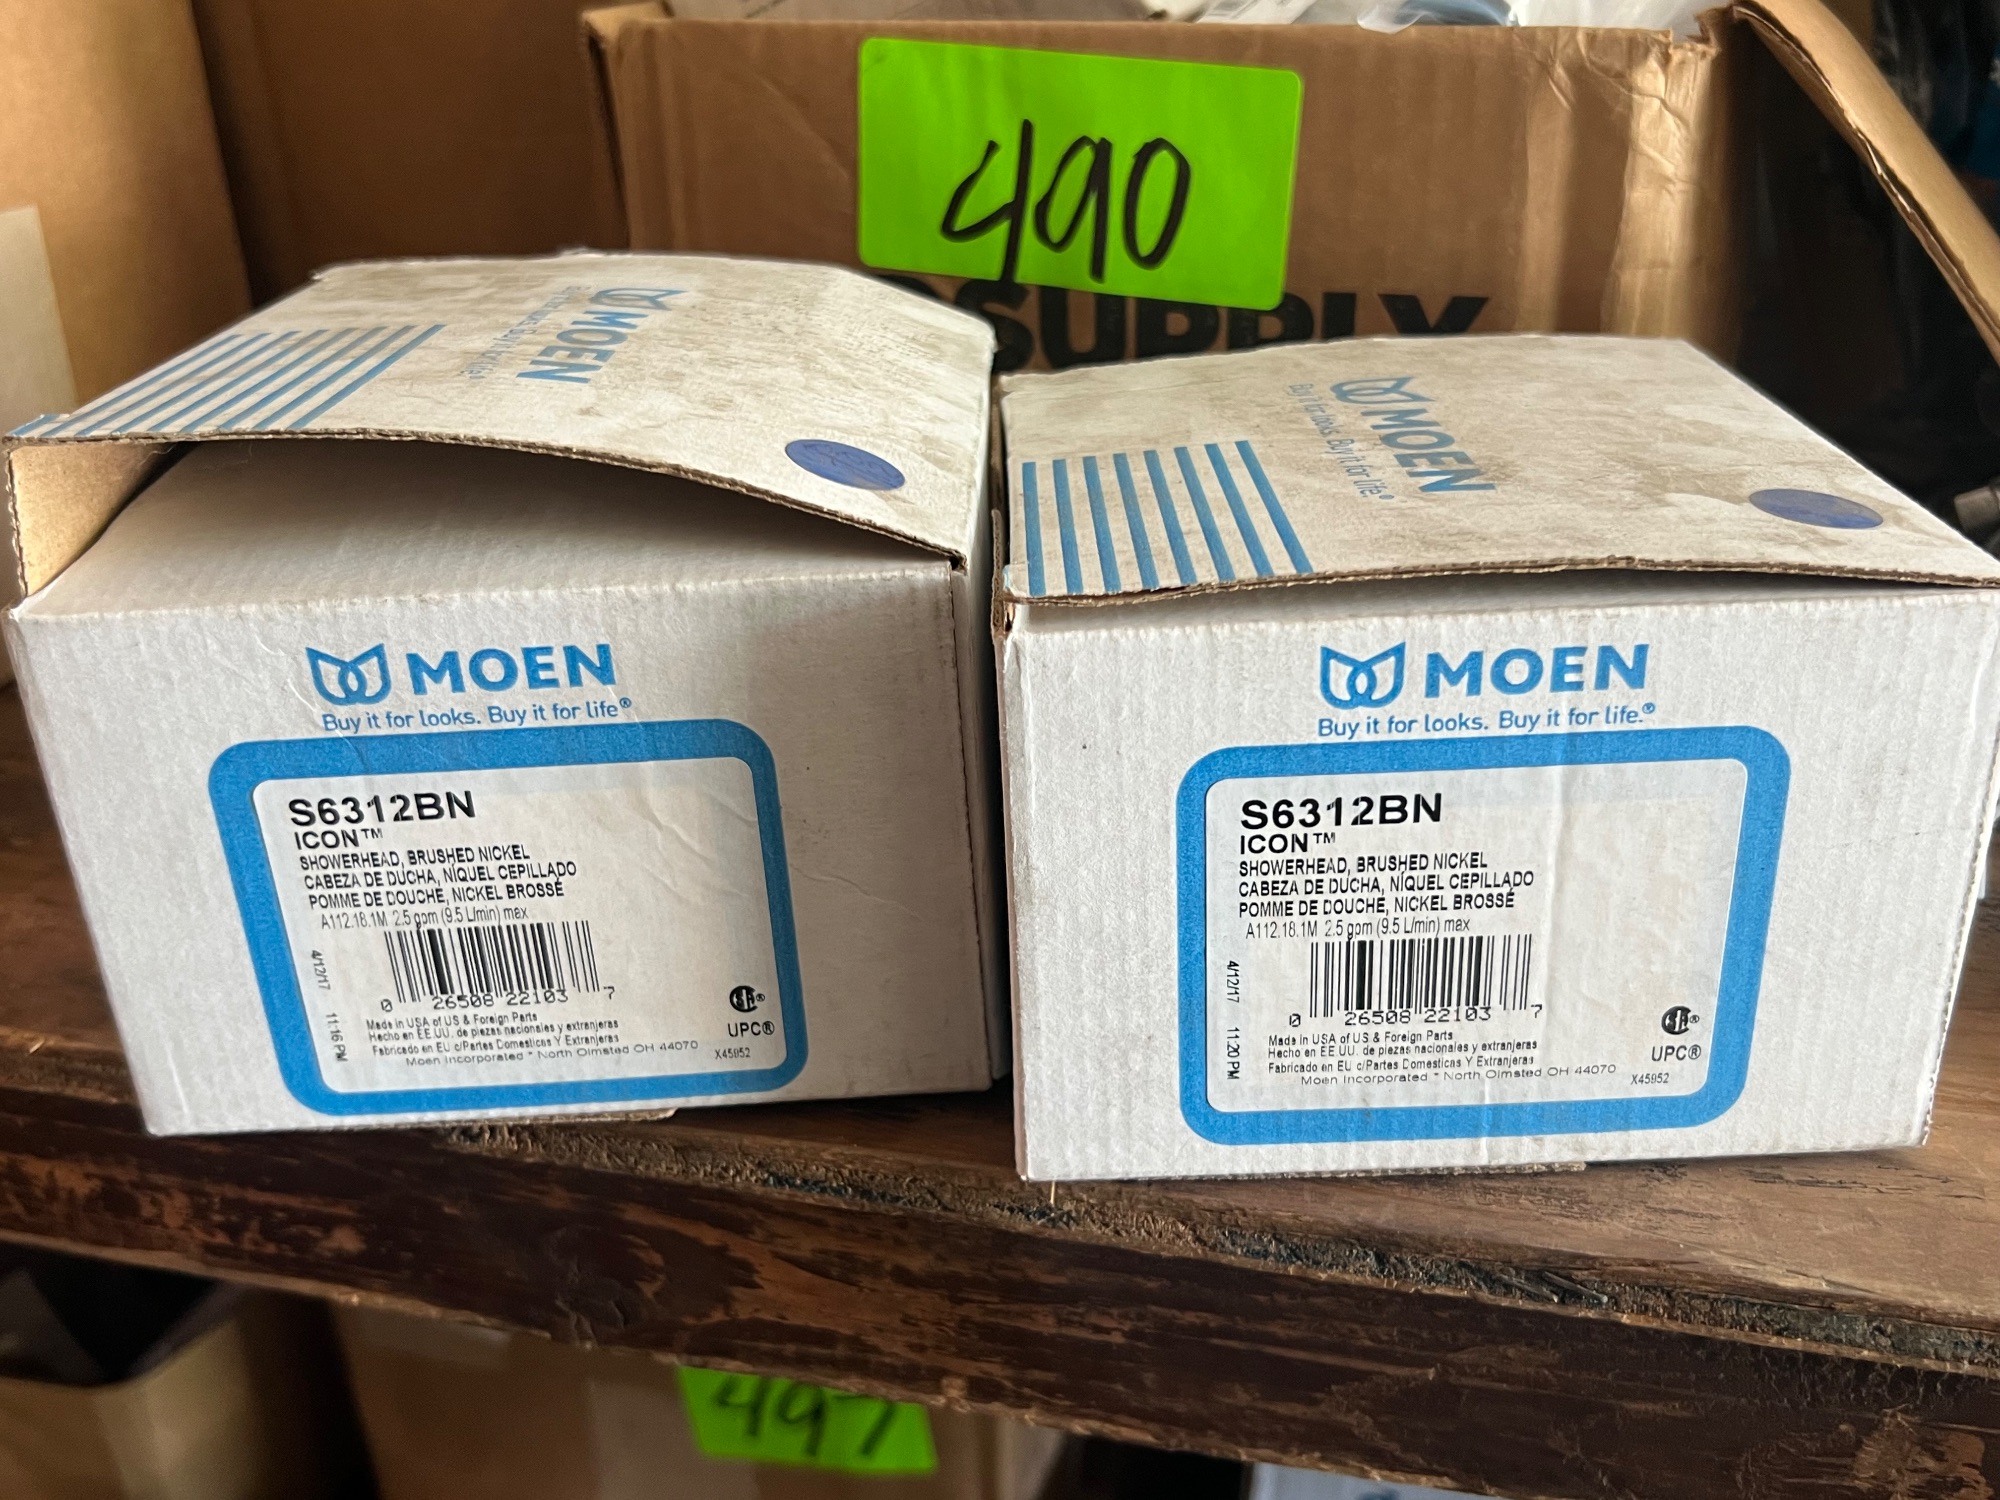 490
SUPPLY
MOEN
Buy it for looks. Buy it for life®
MOEN
Buy it for looks. Buy it for life.®
MOEN
Buy it for looks. Buy it for life®
S6312BN
ICON™
SHOWERHEAD, BRUSHED NICKEL
CABEZA DE DUCHA, NÍQUEL CEPILLADO
POMME DE DOUCHE, NICKEL BROSSÉ
A112.18.1M 2.5 gpm (9.5 L/min) max
4/12/17 11:16 PM
0 26508 22103 7
UPC®
Made in USA of US & Foreign Parts
Hecho en EE.UU. de piezas nacionales y extranjeras
Fabricado en EU c/Partes Domesticas Y Extranjeras
Moen Incorporated * North Olmsted OH 44070
X45952
MOEN
Buy it for looks. Buy it for life.®
S6312BN
ICON™
SHOWERHEAD, BRUSHED NICKEL
CABEZA DE DUCHA, NÍQUEL CEPILLADO
POMME DE DOUCHE, NICKEL BROSSÉ
A112.18.1M 2.5 gpm (9.5 L/min) max
4/12/17 11:20 PM
0 26508 22103 7
UPC®
Made in USA of US & Foreign Parts
Hecho en EE.UU. de piezas nacionales y extranjeras
Fabricado en EU c/Partes Domesticas Y Extranjeras
Moen Incorporated * North Olmsted OH 44070
X45952
497